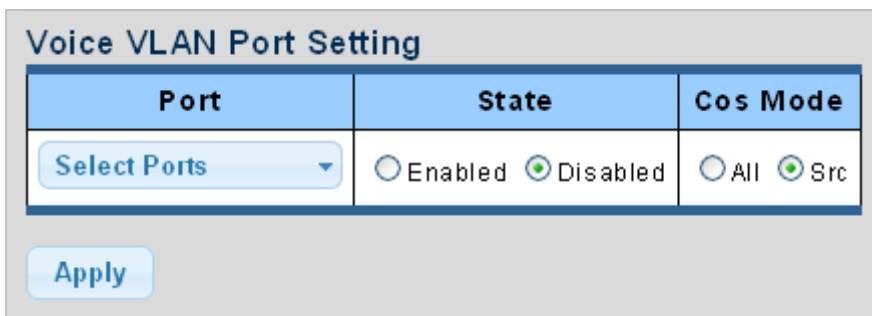 Voice VLAN Port Setting
Port State Cos Mode
Select Ports Enabled Disabled All Src
Apply